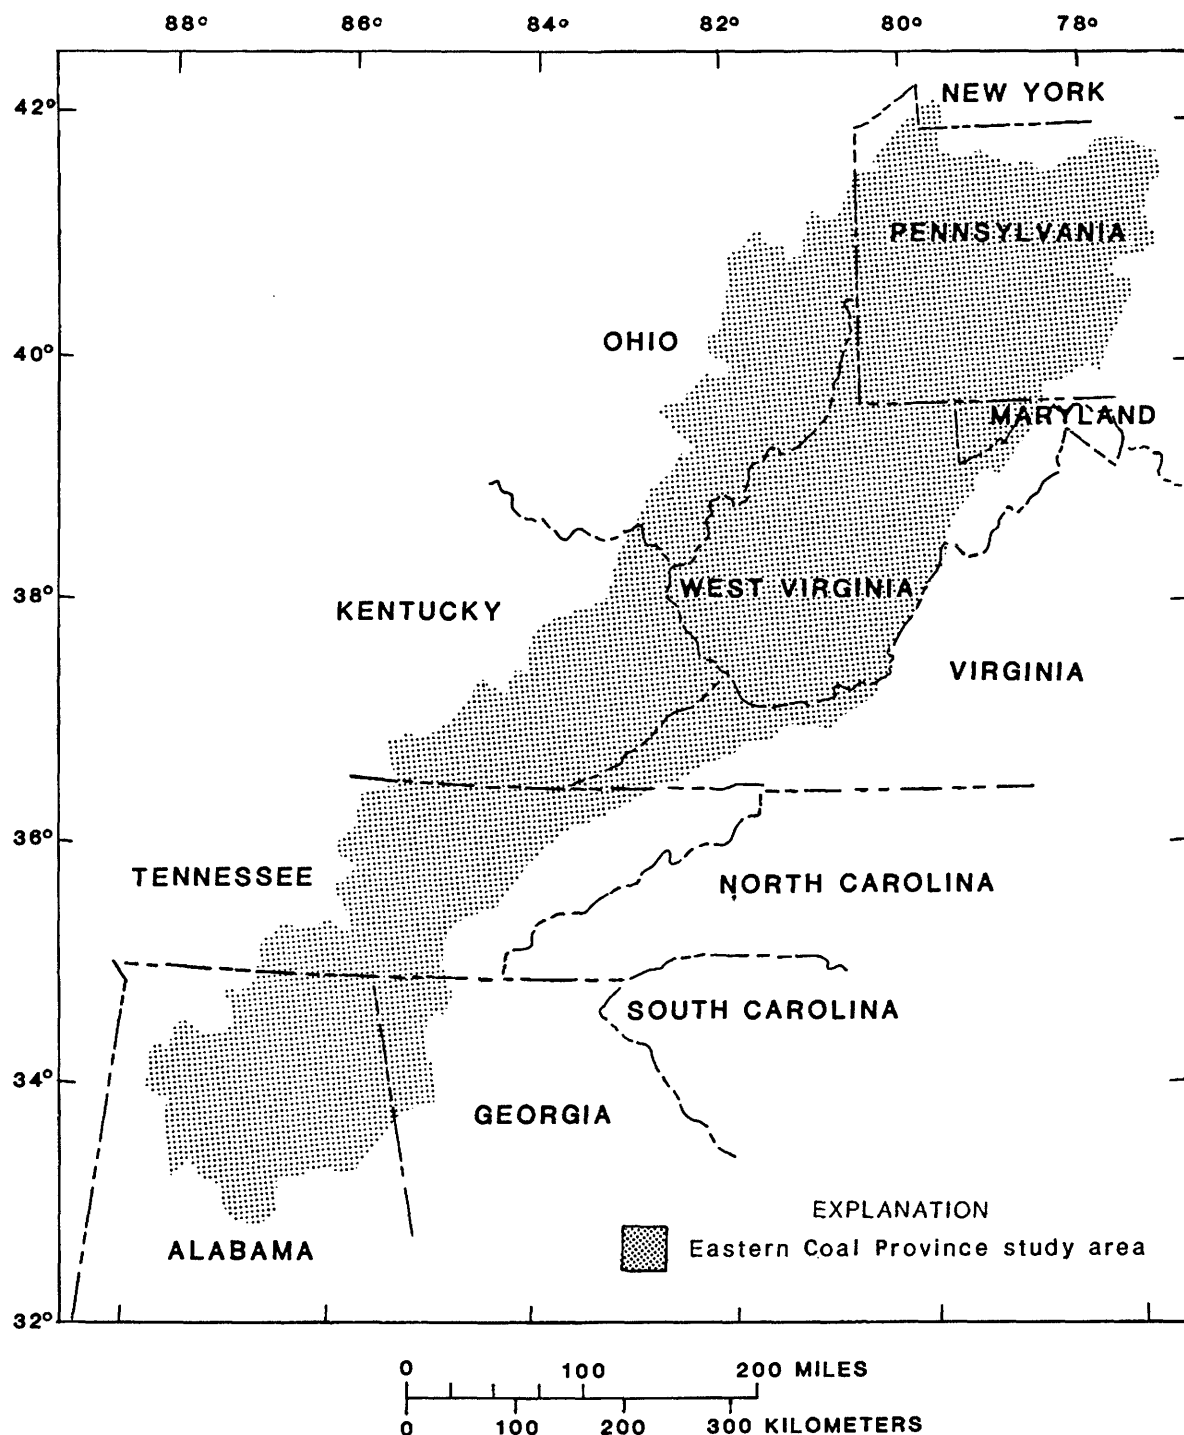 88° 86° 84° 82° 80° 78°
42°
NEW YORK
PENNSYLVANIA
OHIO
40°
MARYLAND
38°
WEST VIRGINIA
KENTUCKY
VIRGINIA
36°
TENNESSEE
NORTH CAROLINA
SOUTH CAROLINA
34°
GEORGIA
EXPLANATION
Eastern Coal Province study area
ALABAMA
32°
0 100 200 MILES
0 100 200 300 KILOMETERS